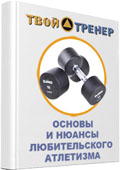 ТВОЙ ТРЕНЕР
ОСНОВЫ
И НЮАНСЫ
ЛЮБИТЕЛЬСКОГО
АТЛЕТИЗМА